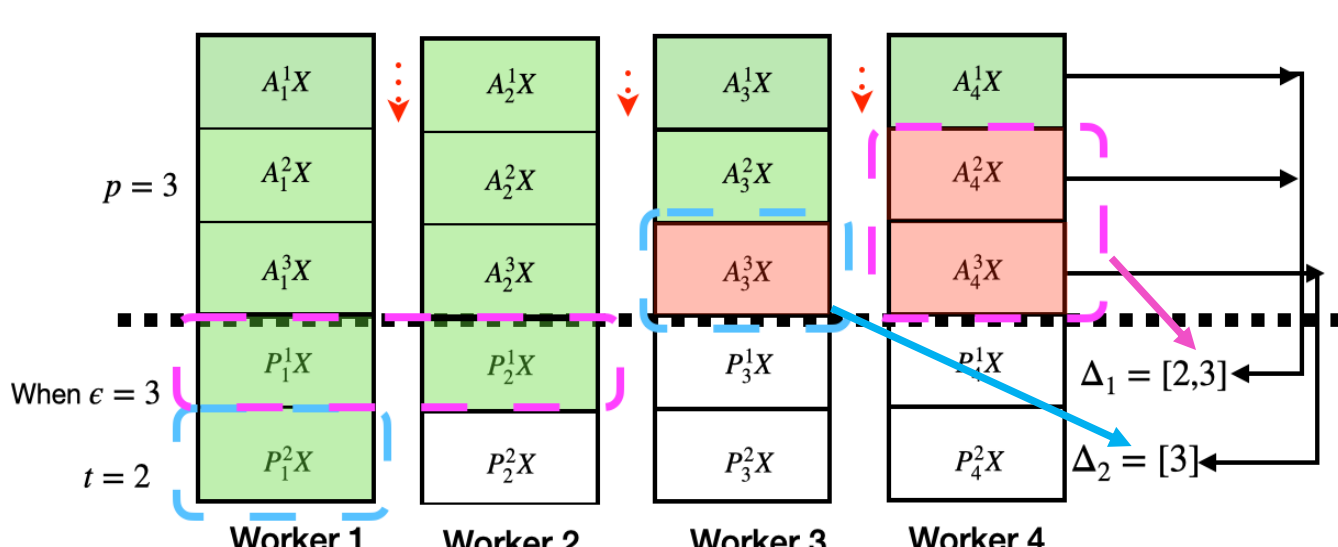 A₁¹X A₂¹X A₃¹X A₄¹X
p = 3 A₁²X A₂²X A₃²X A₄²X
A₁³X A₂³X A₃³X A₄³X
When ϵ = 3 P₁¹X P₂¹X P₃¹X P₄¹X Δ₁ = [2,3]
t = 2 P₁²X P₂²X P₃²X P₄²X Δ₂ = [3]
Worker 1 Worker 2 Worker 3 Worker 4